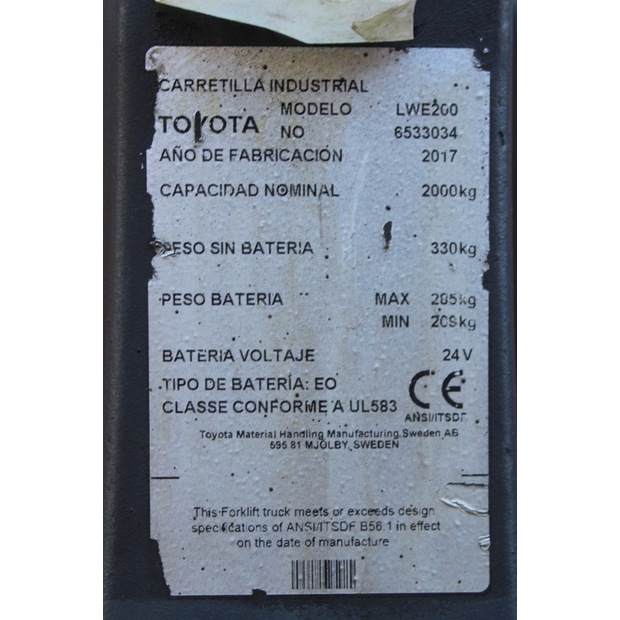 CARRETILLA INDUSTRIAL
MODELO LWE200
TOYOTA NO 6533034
AÑO DE FABRICACIÓN 2017
CAPACIDAD NOMINAL 2000kg
PESO SIN BATERIA 330kg
PESO BATERIA MAX 285kg
MIN 209kg
BATERIA VOLTAJE 24V
TIPO DE BATERÍA: EO
CLASSE CONFORME A UL583
CE
ANSI/ITSDF
Toyota Material Handling Manufacturing Sweden AB
595 81 MJOLBY, SWEDEN
This Forklift truck meets or exceeds design
specifications of ANSI/ITSDF B56.1 in effect
on the date of manufacture